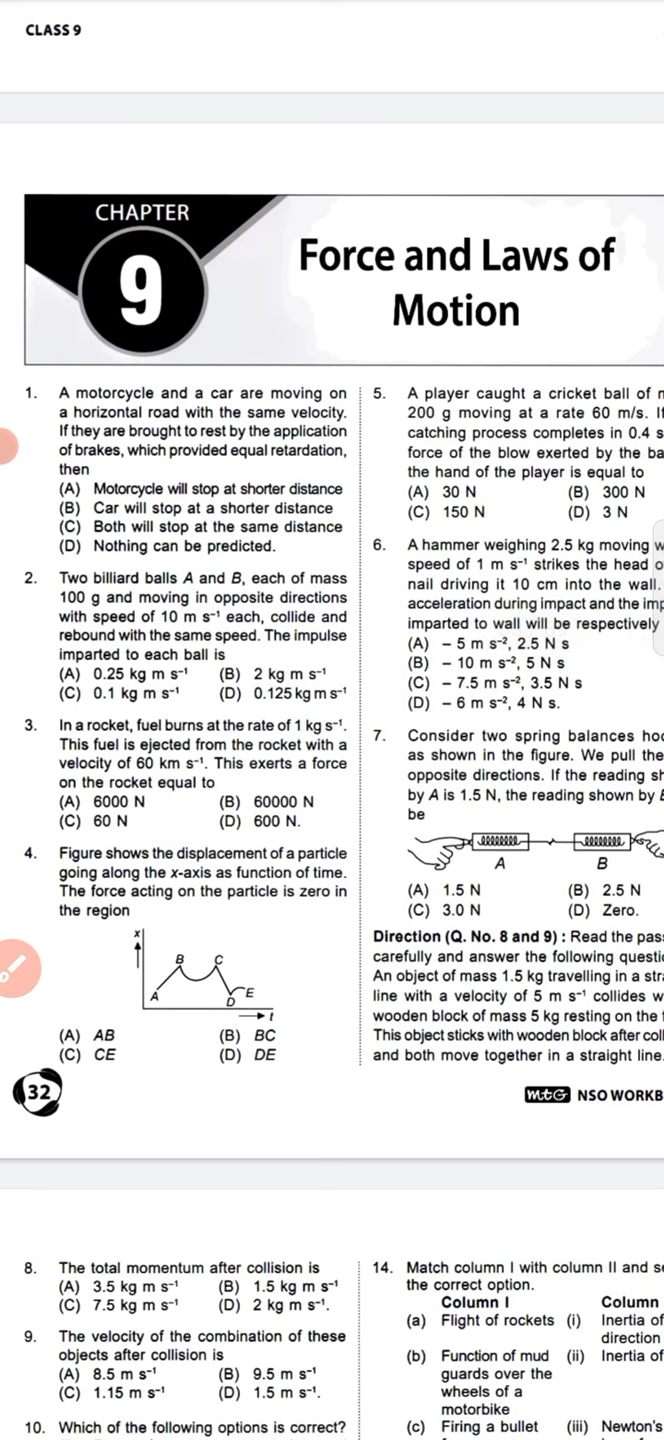 CLASS 9
CHAPTER
9
Force and Laws of
Motion
1. A motorcycle and a car are moving on
a horizontal road with the same velocity.
If they are brought to rest by the application
of brakes, which provided equal retardation,
then
(A) Motorcycle will stop at shorter distance
(B) Car will stop at a shorter distance
(C) Both will stop at the same distance
(D) Nothing can be predicted.
2. Two billiard balls A and B, each of mass
100 g and moving in opposite directions
with speed of 10 m s⁻¹ each, collide and
rebound with the same speed. The impulse
imparted to each ball is
(A) 0.25 kg m s⁻¹ (B) 2 kg m s⁻¹
(C) 0.1 kg m s⁻¹ (D) 0.125 kg m s⁻¹
3. In a rocket, fuel burns at the rate of 1 kg s⁻¹.
This fuel is ejected from the rocket with a
velocity of 60 km s⁻¹. This exerts a force
on the rocket equal to
(A) 6000 N (B) 60000 N
(C) 60 N (D) 600 N.
4. Figure shows the displacement of a particle
going along the x-axis as function of time.
The force acting on the particle is zero in
the region
x
B C
A D E
t
(A) AB (B) BC
(C) CE (D) DE
32
5. A player caught a cricket ball of
200 g moving at a rate 60 m/s. If
catching process completes in 0.4
force of the blow exerted by the
the hand of the player is equal to
(A) 30 N (B) 300 N
(C) 150 N (D) 3 N
6. A hammer weighing 2.5 kg moving
speed of 1 m s⁻¹ strikes the head
nail driving it 10 cm into the wall.
acceleration during impact and the
imparted to wall will be respectively
(A) – 5 m s⁻², 2.5 N s
(B) – 10 m s⁻², 5 N s
(C) – 7.5 m s⁻², 3.5 N s
(D) – 6 m s⁻², 4 N s.
7. Consider two spring balances
as shown in the figure. We pull the
opposite directions. If the reading
by A is 1.5 N, the reading shown by
be
A B
(A) 1.5 N (B) 2.5 N
(C) 3.0 N (D) Zero.
Direction (Q. No. 8 and 9) : Read the
carefully and answer the following
An object of mass 1.5 kg travelling in a
line with a velocity of 5 m s⁻¹ collides
wooden block of mass 5 kg resting on the
This object sticks with wooden block after
and both move together in a straight line.
mtG NSO WORKB
8. The total momentum after collision is
(A) 3.5 kg m s⁻¹ (B) 1.5 kg m s⁻¹
(C) 7.5 kg m s⁻¹ (D) 2 kg m s⁻¹.
9. The velocity of the combination of these
objects after collision is
(A) 8.5 m s⁻¹ (B) 9.5 m s⁻¹
(C) 1.15 m s⁻¹ (D) 1.5 m s⁻¹.
10. Which of the following options is correct?
14. Match column I with column II and
the correct option.
Column I Column
(a) Flight of rockets (i) Inertia of
direction
(b) Function of mud (ii) Inertia of
guards over the
wheels of a
motorbike
(c) Firing a bullet (iii) Newton's